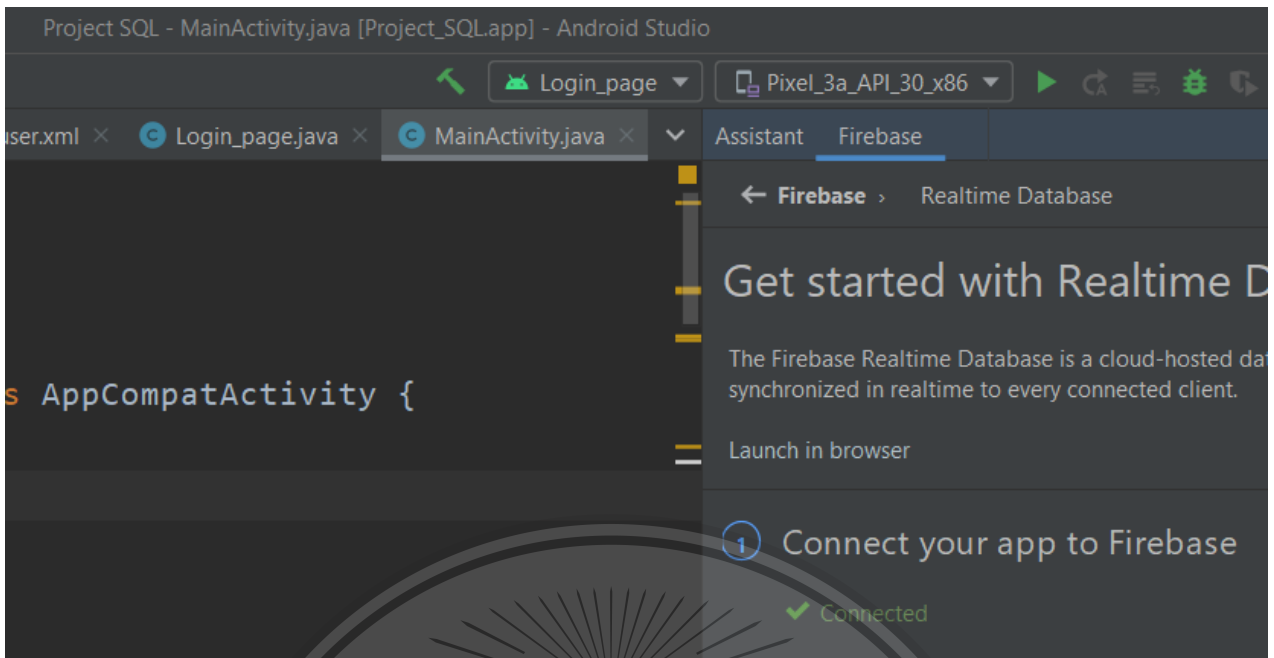 Project SQL - MainActivity.java [Project_SQL.app] - Android Studio
Login_page Pixel_3a_API_30_x86
user.xml Login_page.java MainActivity.java Assistant Firebase
Firebase › Realtime Database
Get started with Realtime D
The Firebase Realtime Database is a cloud-hosted dat
synchronized in realtime to every connected client.
s AppCompatActivity {
Launch in browser
1 Connect your app to Firebase
Connected